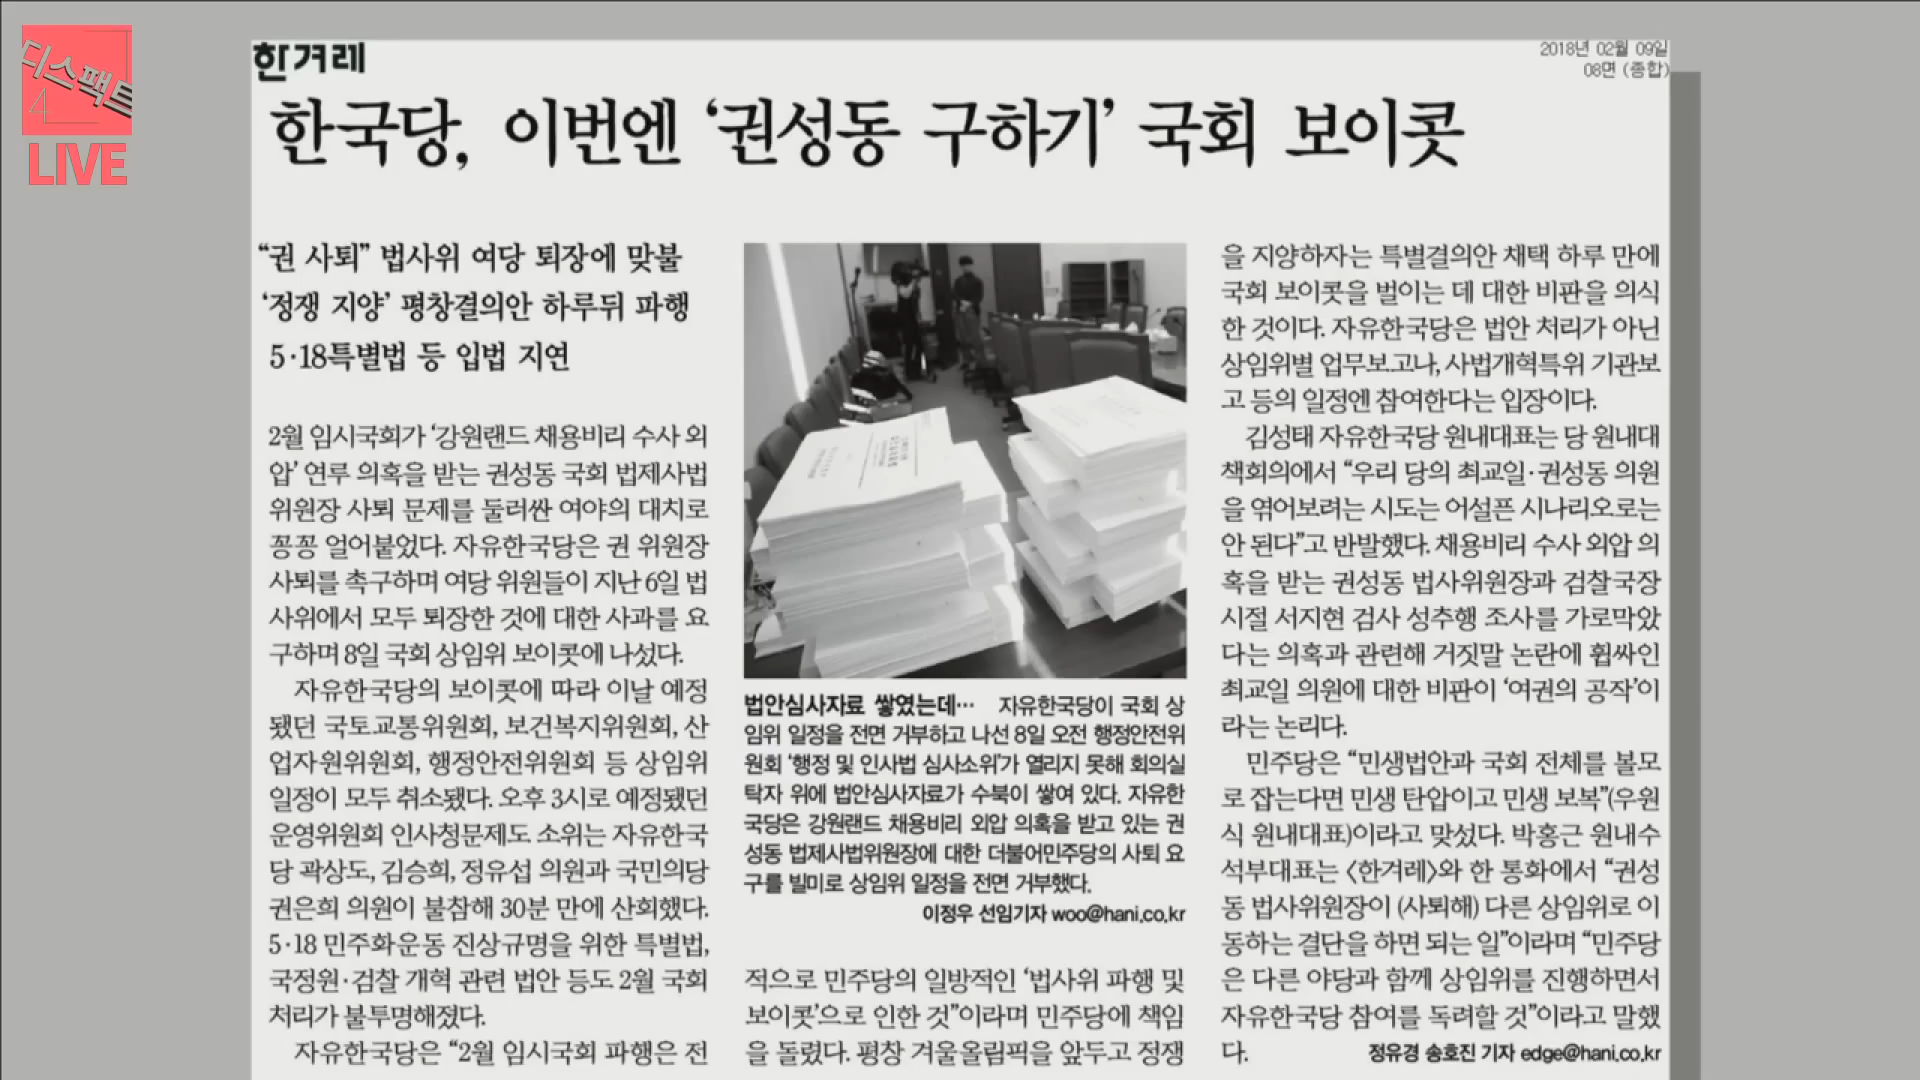 디스팩트
4
LIVE
한겨레
2018년 02월 09일
08면 (종합)
한국당, 이번엔 ‘권성동 구하기’ 국회 보이콧
“권 사퇴” 법사위 여당 퇴장에 맞불
‘정쟁 지양’ 평창결의안 하루뒤 파행
5·18특별법 등 입법 지연
2월 임시국회가 ‘강원랜드 채용비리 수사 외
압’ 연루 의혹을 받는 권성동 국회 법제사법
위원장 사퇴 문제를 둘러싼 여야의 대치로
꽁꽁 얼어붙었다. 자유한국당은 권 위원장
사퇴를 촉구하며 여당 위원들이 지난 6일 법
사위에서 모두 퇴장한 것에 대한 사과를 요
구하며 8일 국회 상임위 보이콧에 나섰다.
자유한국당의 보이콧에 따라 이날 예정
됐던 국토교통위원회, 보건복지위원회, 산
업자원위원회, 행정안전위원회 등 상임위
일정이 모두 취소됐다. 오후 3시로 예정됐던
운영위원회 인사청문제도 소위는 자유한국
당 곽상도, 김승희, 정유섭 의원과 국민의당
권은희 의원이 불참해 30분 만에 산회했다.
5·18 민주화운동 진상규명을 위한 특별법,
국정원·검찰 개혁 관련 법안 등도 2월 국회
처리가 불투명해졌다.
자유한국당은 “2월 임시국회 파행은 전
법안심사자료 쌓였는데… 자유한국당이 국회 상
임위 일정을 전면 거부하고 나선 8일 오전 행정안전위
원회 ‘행정 및 인사법 심사소위’가 열리지 못해 회의실
탁자 위에 법안심사자료가 수북이 쌓여 있다. 자유한
국당은 강원랜드 채용비리 외압 의혹을 받고 있는 권
성동 법제사법위원장에 대한 더불어민주당의 사퇴 요
구를 빌미로 상임위 일정을 전면 거부했다.
이정우 선임기자 woo@hani.co.kr
적으로 민주당의 일방적인 ‘법사위 파행 및
보이콧’으로 인한 것”이라며 민주당에 책임
을 돌렸다. 평창 겨울올림픽을 앞두고 정쟁
을 지양하자는 특별결의안 채택 하루 만에
국회 보이콧을 벌이는 데 대한 비판을 의식
한 것이다. 자유한국당은 법안 처리가 아닌
상임위별 업무보고나, 사법개혁특위 기관보
고 등의 일정엔 참여한다는 입장이다.
김성태 자유한국당 원내대표는 당 원내대
책회의에서 “우리 당의 최교일·권성동 의원
을 엮어보려는 시도는 어설픈 시나리오로는
안 된다”고 반발했다. 채용비리 수사 외압 의
혹을 받는 권성동 법사위원장과 검찰국장
시절 서지현 검사 성추행 조사를 가로막았
다는 의혹과 관련해 거짓말 논란에 휩싸인
최교일 의원에 대한 비판이 ‘여권의 공작’이
라는 논리다.
민주당은 “민생법안과 국회 전체를 볼모
로 잡는다면 민생 탄압이고 민생 보복”(우원
식 원내대표)이라고 맞섰다. 박홍근 원내수
석부대표는 <한겨레>와 한 통화에서 “권성
동 법사위원장이 (사퇴해) 다른 상임위로 이
동하는 결단을 하면 되는 일”이라며 “민주당
은 다른 야당과 함께 상임위를 진행하면서
자유한국당 참여를 독려할 것”이라고 말했
다.
정유경 송호진 기자 edge@hani.co.kr